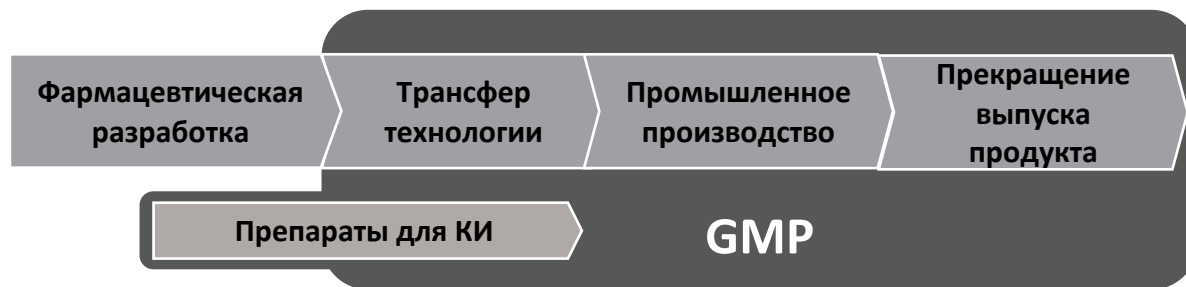 Фармацевтическая
разработка
Трансфер
технологии
Промышленное
производство
Прекращение
выпуска
продукта
Препараты для КИ
GMP